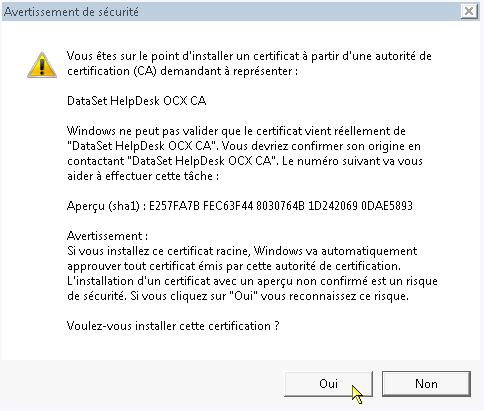 Avertissement de sécurité
Vous êtes sur le point d'installer un certificat à partir d'une autorité de
certification (CA) demandant à représenter :
DataSet HelpDesk OCX CA
Windows ne peut pas valider que le certificat vient réellement de
"DataSet HelpDesk OCX CA". Vous devriez confirmer son origine en
contactant "DataSet HelpDesk OCX CA". Le numéro suivant va vous
aider à effectuer cette tâche :
Aperçu (sha1) : E257FA7B FEC63F44 8030764B 1D242069 0DAE5893
Avertissement :
Si vous installez ce certificat racine, Windows va automatiquement
approuver tout certificat émis par cette autorité de certification.
L'installation d'un certificat avec un aperçu non confirmé est un risque
de sécurité. Si vous cliquez sur "Oui" vous reconnaissez ce risque.
Voulez-vous installer cette certification ?
Oui
Non